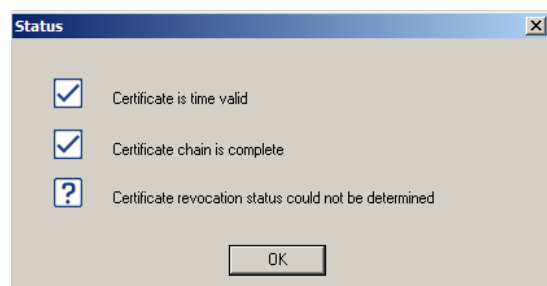 Status
Certificate is time valid
Certificate chain is complete
Certificate revocation status could not be determined
OK